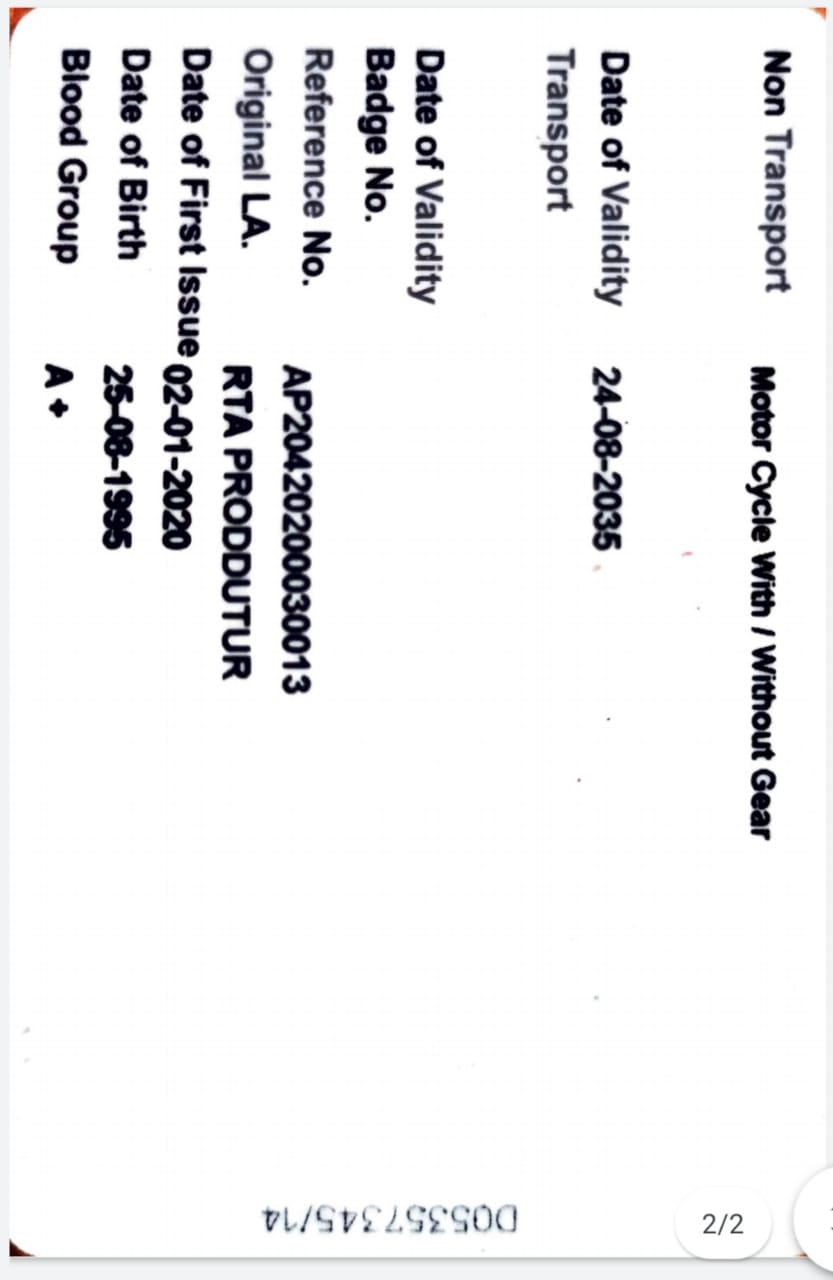 Non Transport Motor Cycle With / Without Gear
Date of Validity 24-08-2035
Transport
Date of Validity
Badge No.
Reference No. AP20420200030013
Original LA. RTA PRODDUTUR
Date of First Issue 02-01-2020
Date of Birth 25-08-1995
Blood Group A +
D05357345/14
2/2